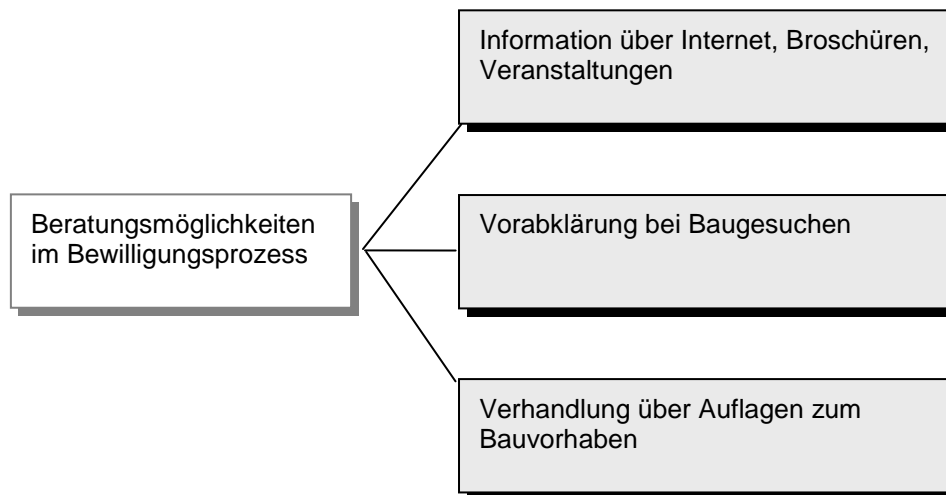 Information über Internet, Broschüren,
Veranstaltungen
Beratungsmöglichkeiten
im Bewilligungsprozess
Vorabklärung bei Baugesuchen
Verhandlung über Auflagen zum
Bauvorhaben